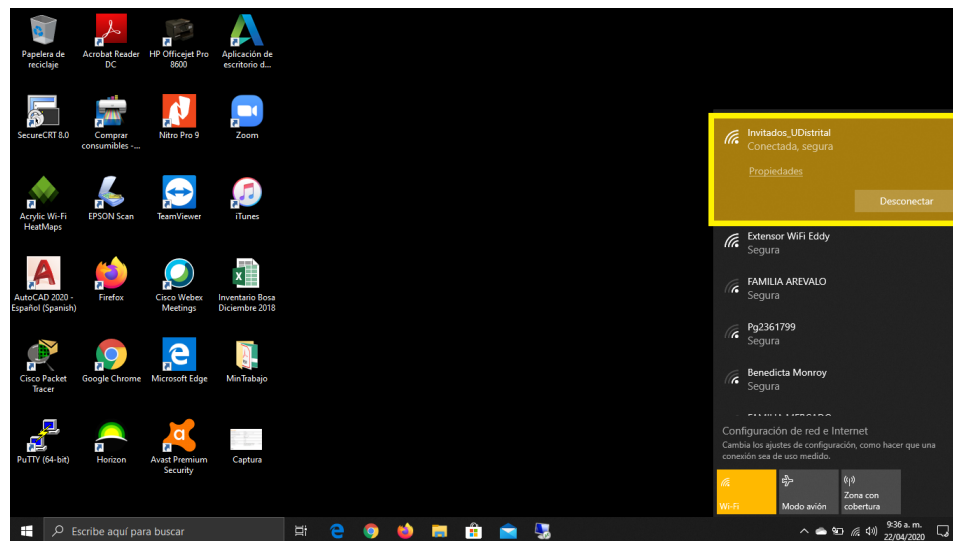 Papelera de
reciclaje
Acrobat Reader
DC
HP Officejet Pro
8600
Aplicación de
escritorio d...
SecureCRT 8.0
Comprar
consumibles -...
Nitro Pro 9
Zoom
Acrylic Wi-Fi
HeatMaps
EPSON Scan
TeamViewer
iTunes
AutoCAD 2020 -
Español (Spanish)
Firefox
Cisco Webex
Meetings
Inventario Bosa
Diciembre 2018
Cisco Packet
Tracer
Google Chrome
Microsoft Edge
MinTrabajo
PuTTY (64-bit)
Horizon
Avast Premium
Security
Captura
Invitados_UDistrital
Conectada, segura
Propiedades
Desconectar
Extensor WiFi Eddy
Segura
FAMILIA AREVALO
Segura
Pg2361799
Segura
Benedicta Monroy
Segura
FAMILIA MERCADO
Configuración de red e Internet
Cambia los ajustes de configuración, como hacer que una
conexión sea de uso medido.
Wi-Fi
Modo avión
Zona con
cobertura
Escribe aquí para buscar
9:36 a. m.
22/04/2020